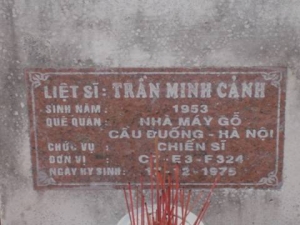 LIỆT SĨ : TRẦN MINH CẢNH
SINH NĂM : 1953
QUÊ QUÁN : NHÀ MÁY GỖ
CẦU ĐUỐNG - HÀ NỘI
CHỨC VỤ : CHIẾN SĨ
ĐƠN VỊ : C7 - E3 - F324
NGÀY HY SINH : -12-1975